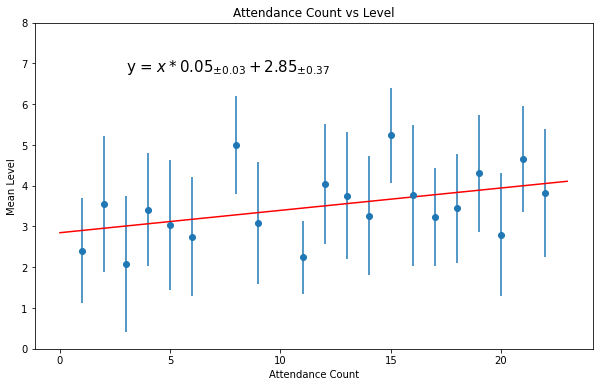 Attendance Count vs Level
y = x * 0.05±0.03 + 2.85±0.37
Mean Level
8
7
6
5
4
3
2
1
0
0 5 10 15 20
Attendance Count